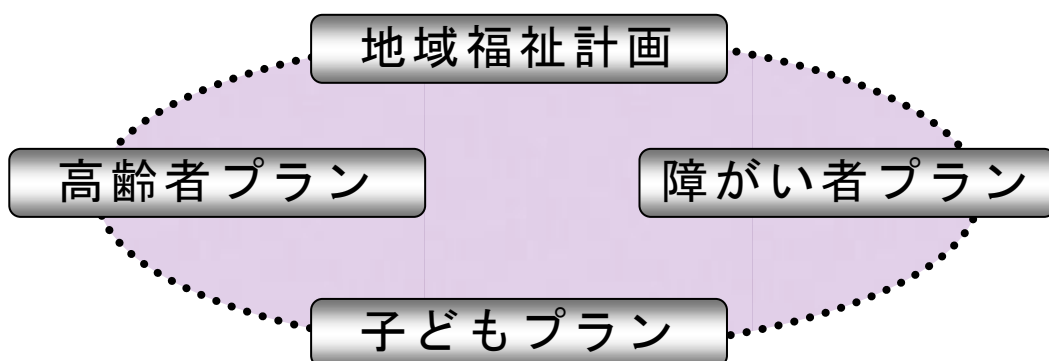 地域福祉計画
高齢者プラン
障がい者プラン
子どもプラン